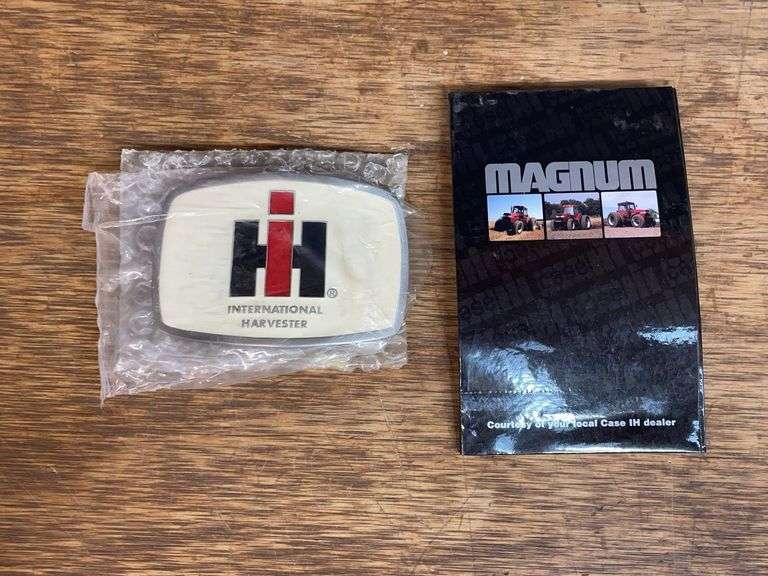 IH®
INTERNATIONAL
HARVESTER
MAGNUM
Courtesy of your local Case IH dealer